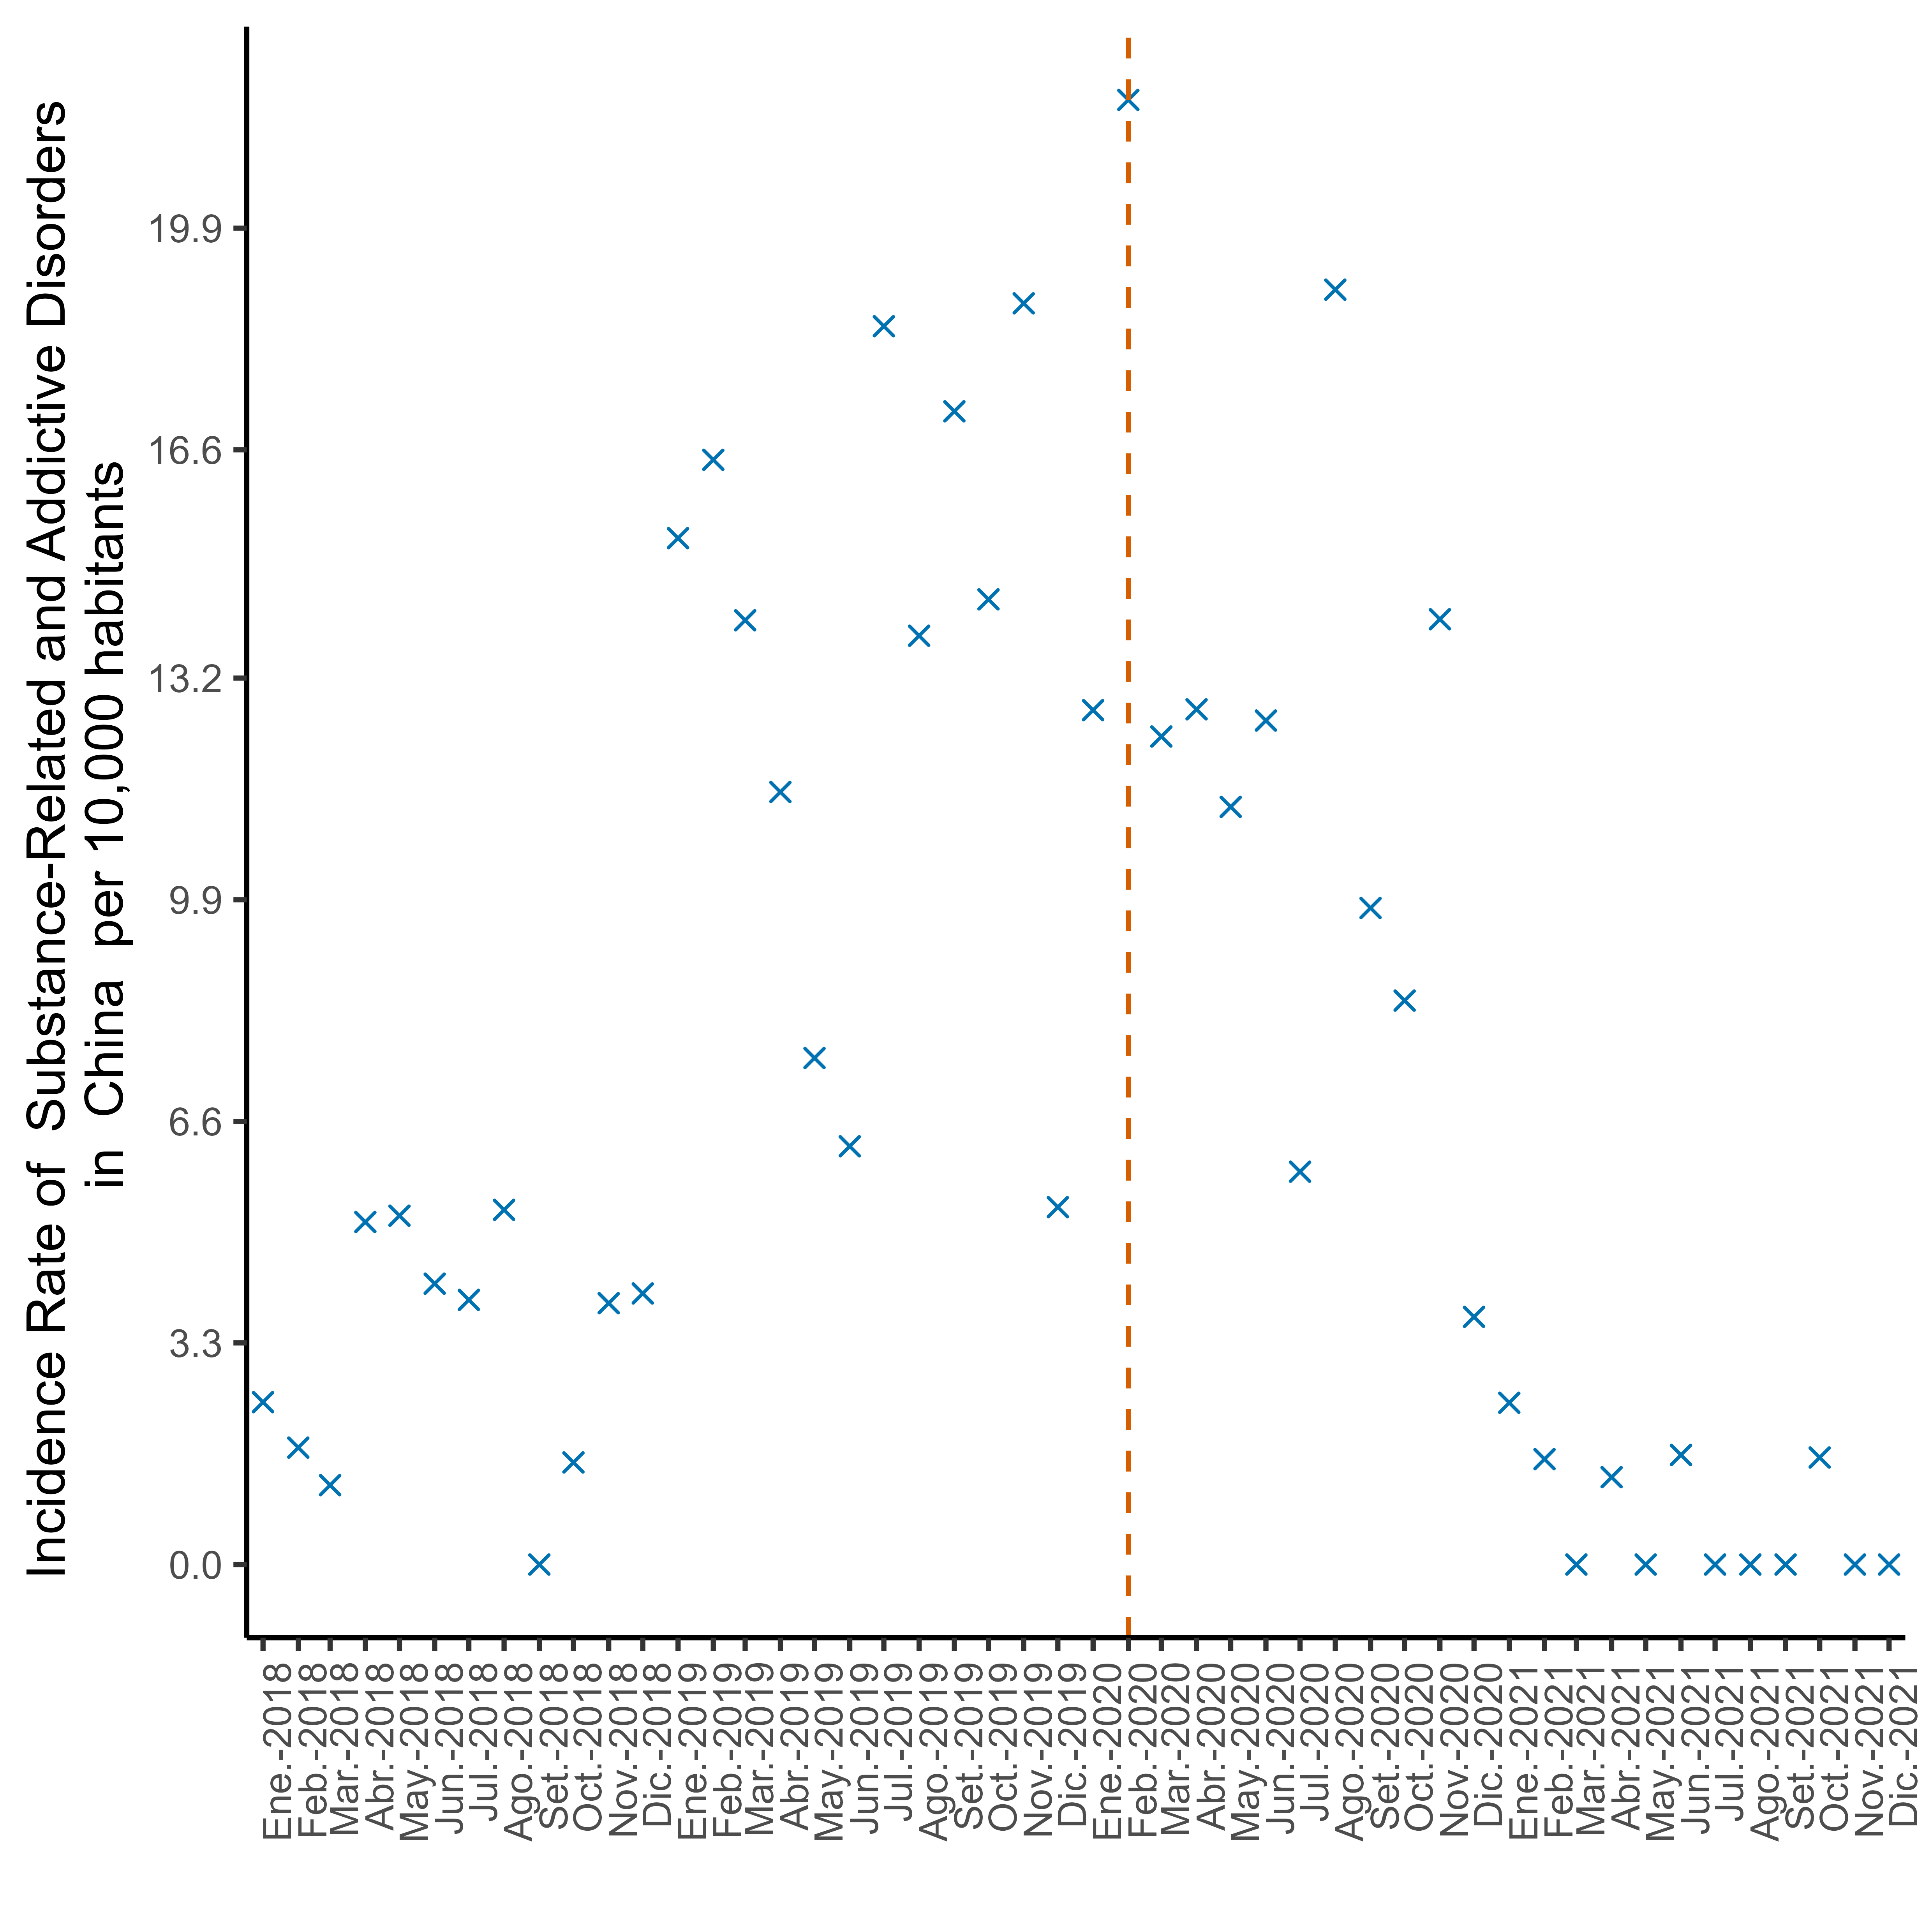 Incidence Rate of  Substance-Related and Addictive Disorders
in  China  per 10,000 habitants
19.9
16.6
13.2
9.9
6.6
3.3
0.0
Ene.-2018
Feb.-2018
Mar.-2018
Abr.-2018
May.-2018
Jun.-2018
Jul.-2018
Ago.-2018
Set.-2018
Oct.-2018
Nov.-2018
Dic.-2018
Ene.-2019
Feb.-2019
Mar.-2019
Abr.-2019
May.-2019
Jun.-2019
Jul.-2019
Ago.-2019
Set.-2019
Oct.-2019
Nov.-2019
Dic.-2019
Ene.-2020
Feb.-2020
Mar.-2020
Abr.-2020
May.-2020
Jun.-2020
Jul.-2020
Ago.-2020
Set.-2020
Oct.-2020
Nov.-2020
Dic.-2020
Ene.-2021
Feb.-2021
Mar.-2021
Abr.-2021
May.-2021
Jun.-2021
Jul.-2021
Ago.-2021
Set.-2021
Oct.-2021
Nov.-2021
Dic.-2021